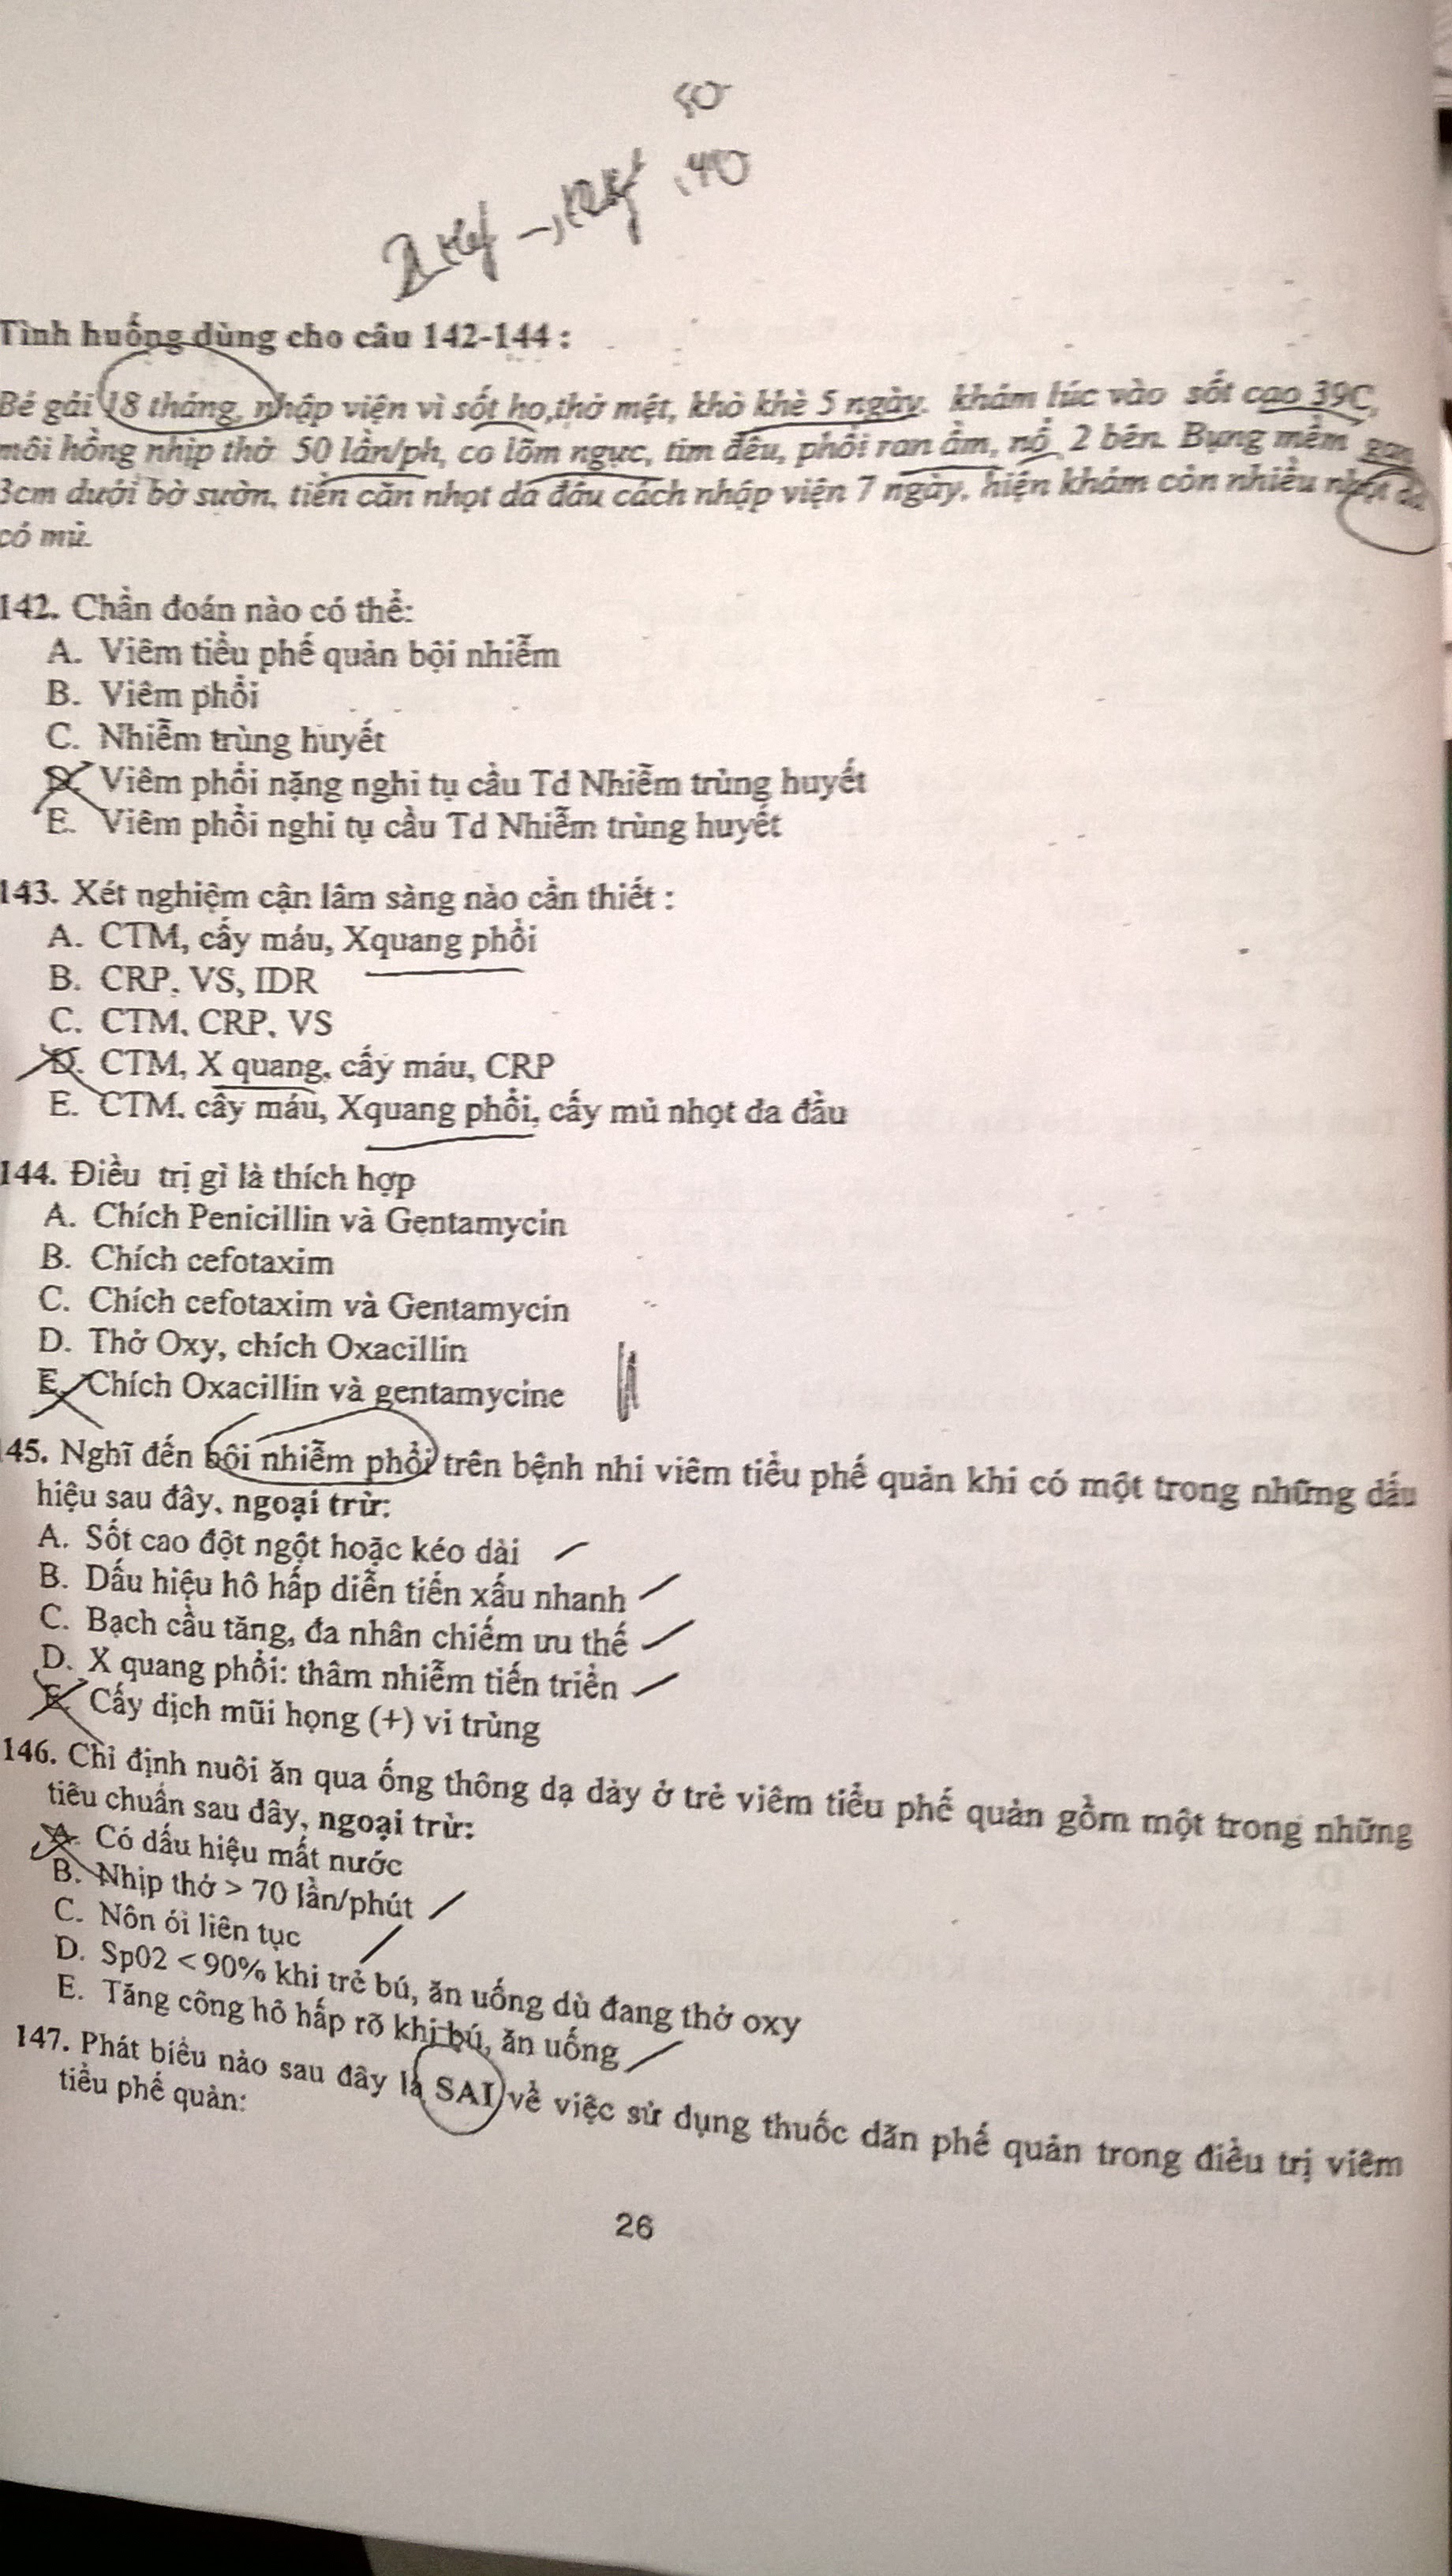 50
40
Tình huống dùng cho câu 142-144 :
Bé gái 18 tháng, nhập viện vì sốt ho,thở mệt, khò khè 5 ngày. khám lúc vào sốt cao 39C,
môi hồng nhịp thở 50 lần/ph, co lõm ngực, tim đều, phổi ran ẩm, nổ 2 bên. Bụng mềm gan
3cm dưới bờ sườn, tiền căn nhọt da đầu cách nhập viện 7 ngày, hiện khám còn nhiều nhọt da
có mủ.
142. Chẩn đoán nào có thể:
A. Viêm tiểu phế quản bội nhiễm
B. Viêm phổi
C. Nhiễm trùng huyết
D. Viêm phổi nặng nghi tụ cầu Td Nhiễm trùng huyết
E. Viêm phổi nghi tụ cầu Td Nhiễm trùng huyết
143. Xét nghiệm cận lâm sàng nào cần thiết :
A. CTM, cấy máu, Xquang phổi
B. CRP, VS, IDR
C. CTM, CRP, VS
D. CTM, X quang, cấy máu, CRP
E. CTM, cấy máu, Xquang phổi, cấy mủ nhọt da đầu
144. Điều trị gì là thích hợp
A. Chích Penicillin và Gentamycin
B. Chích cefotaxim
C. Chích cefotaxim và Gentamycin
D. Thở Oxy, chích Oxacillin
E. Chích Oxacillin và gentamycine
145. Nghĩ đến bội nhiễm phổi trên bệnh nhi viêm tiểu phế quản khi có một trong những dấu
hiệu sau đây, ngoại trừ:
A. Sốt cao đột ngột hoặc kéo dài
B. Dấu hiệu hô hấp diễn tiến xấu nhanh
C. Bạch cầu tăng, đa nhân chiếm ưu thế
D. X quang phổi: thâm nhiễm tiến triển
E. Cấy dịch mũi họng (+) vi trùng
146. Chỉ định nuôi ăn qua ống thông dạ dày ở trẻ viêm tiểu phế quản gồm một trong những
tiêu chuẩn sau đây, ngoại trừ:
A. Có dấu hiệu mất nước
B. Nhịp thở > 70 lần/phút
C. Nôn ói liên tục
D. Sp02 < 90% khi trẻ bú, ăn uống dù đang thở oxy
E. Tăng công hô hấp rõ khi bú, ăn uống
147. Phát biểu nào sau đây là SAI về việc sử dụng thuốc dãn phế quản trong điều trị viêm
tiểu phế quản:
26